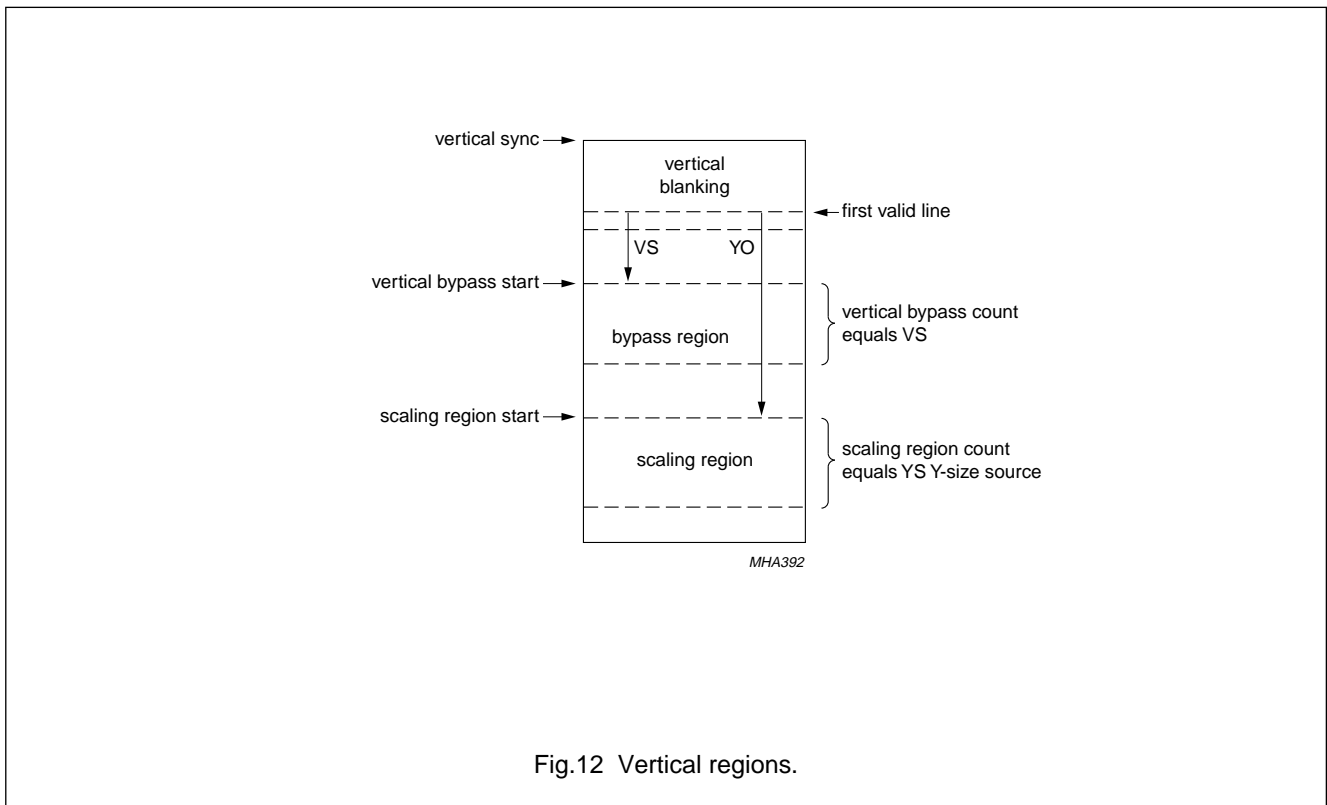 vertical sync
vertical
blanking
first valid line
VS
YO
vertical bypass start
vertical bypass count
equals VS
bypass region
scaling region start
scaling region count
equals YS Y-size source
scaling region
MHA392
Fig.12 Vertical regions.